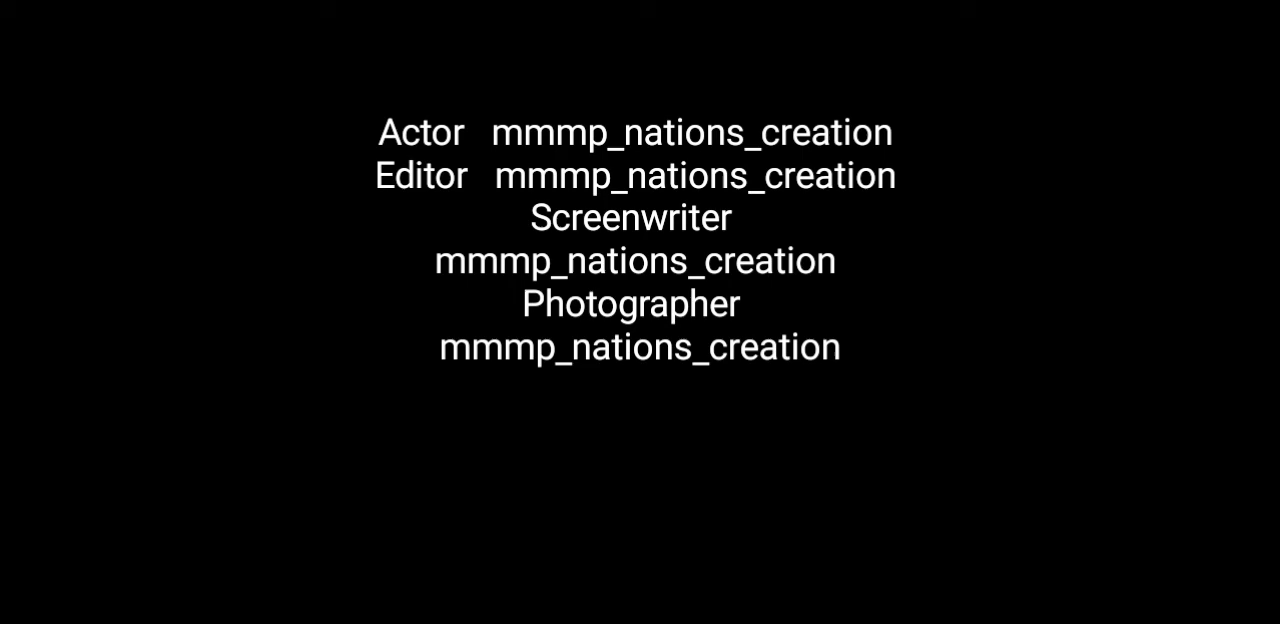 Actor mmmp_nations_creation
Editor mmmp_nations_creation
Screenwriter
mmmp_nations_creation
Photographer
mmmp_nations_creation